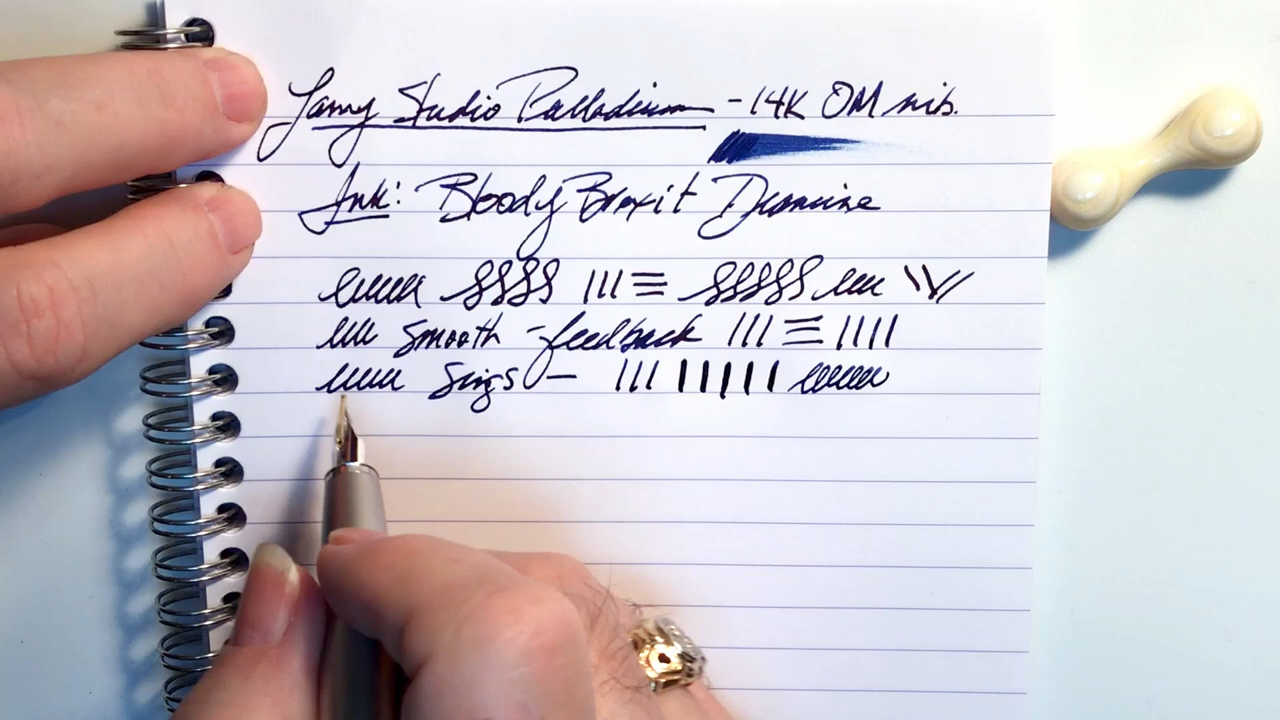 Lamy Studio Palladium - 14K OM nib.
Ink: Bloody Brexit Diamine
Smooth - feedback
Sings -